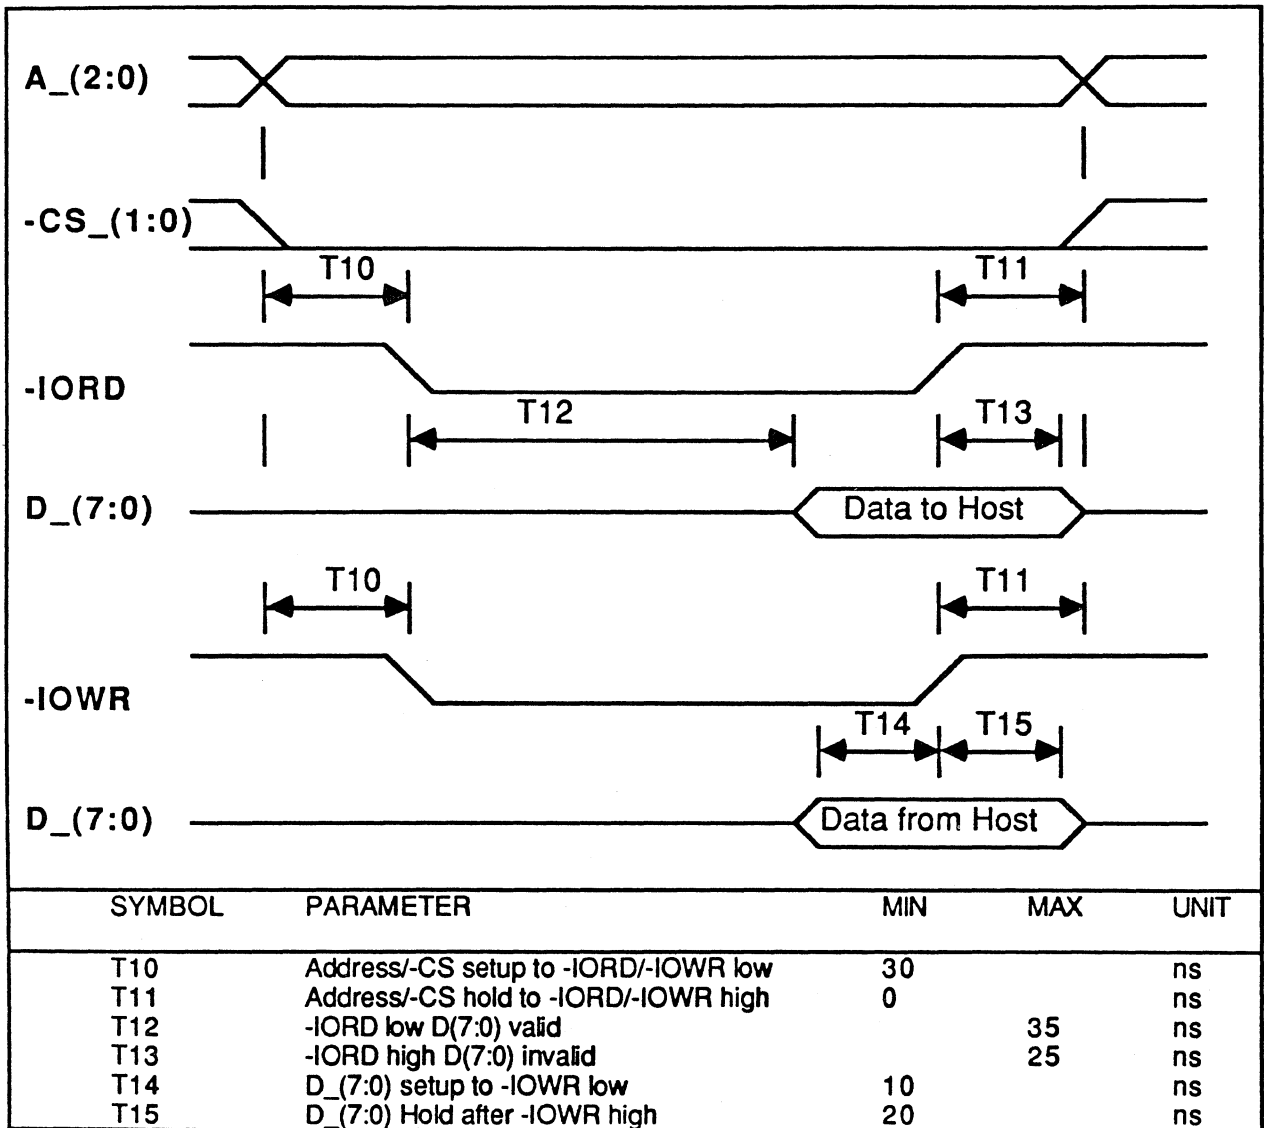 A_(2:0)
-CS_(1:0)
T10 T11
-IORD
T12 T13
D_(7:0) Data to Host
T10 T11
-IOWR
T14 T15
D_(7:0) Data from Host
SYMBOL PARAMETER MIN MAX UNIT
T10 Address/-CS setup to -IORD/-IOWR low 30 ns
T11 Address/-CS hold to -IORD/-IOWR high 0 ns
T12 -IORD low D(7:0) valid 35 ns
T13 -IORD high D(7:0) invalid 25 ns
T14 D_(7:0) setup to -IOWR low 10 ns
T15 D_(7:0) Hold after -IOWR high 20 ns